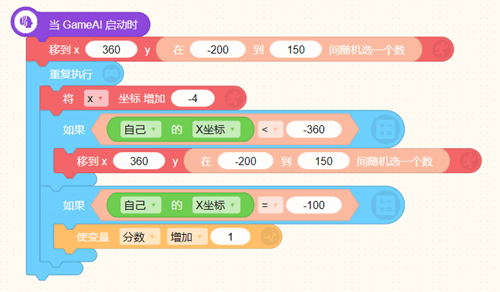 当 GameAI 启动时
移到 x 360 y 在 -200 到 150 间随机选一个数
重复执行
将 x 坐标 增加 -4
如果 自己 的 X坐标 < -360
移到 x 360 y 在 -200 到 150 间随机选一个数
如果 自己 的 X坐标 = -100
使变量 分数 增加 1